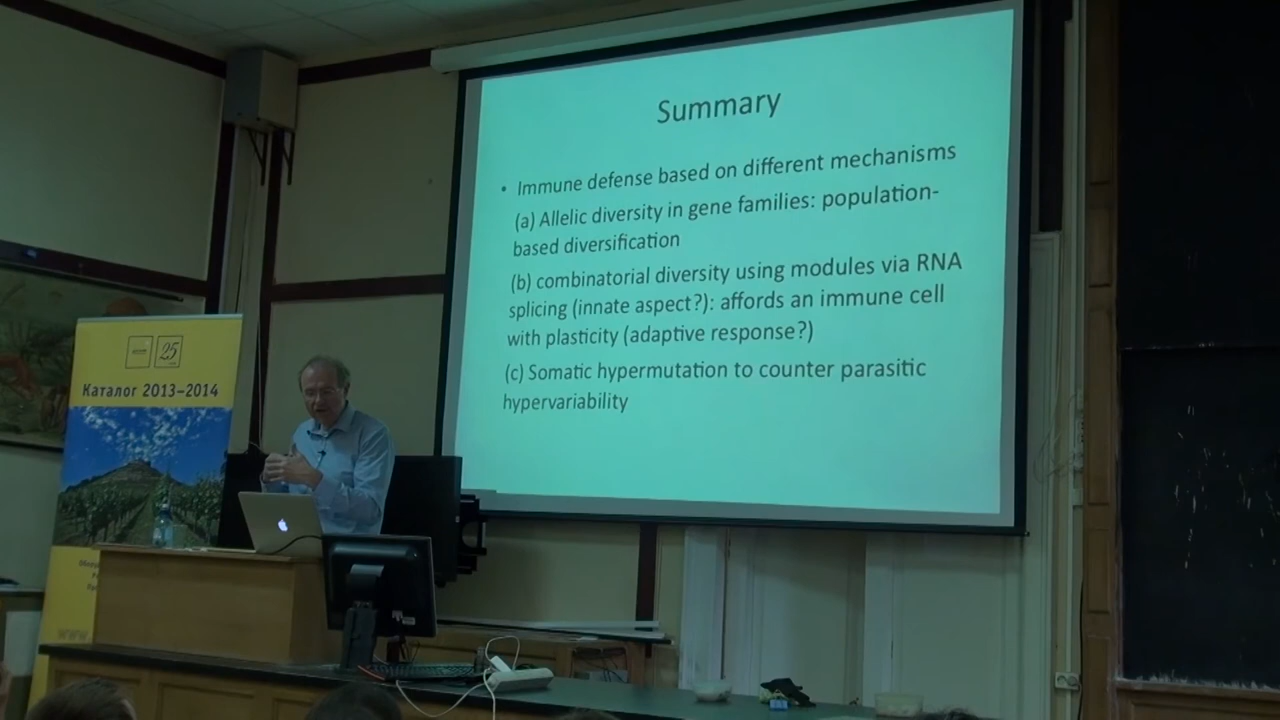 Summary
• Immune defense based on different mechanisms
(a) Allelic diversity in gene families: population-
based diversification
(b) combinatorial diversity using modules via RNA
splicing (innate aspect?): affords an immune cell
with plasticity (adaptive response?)
(c) Somatic hypermutation to counter parasitic
hypervariability
25
Каталог 2013–2014
www